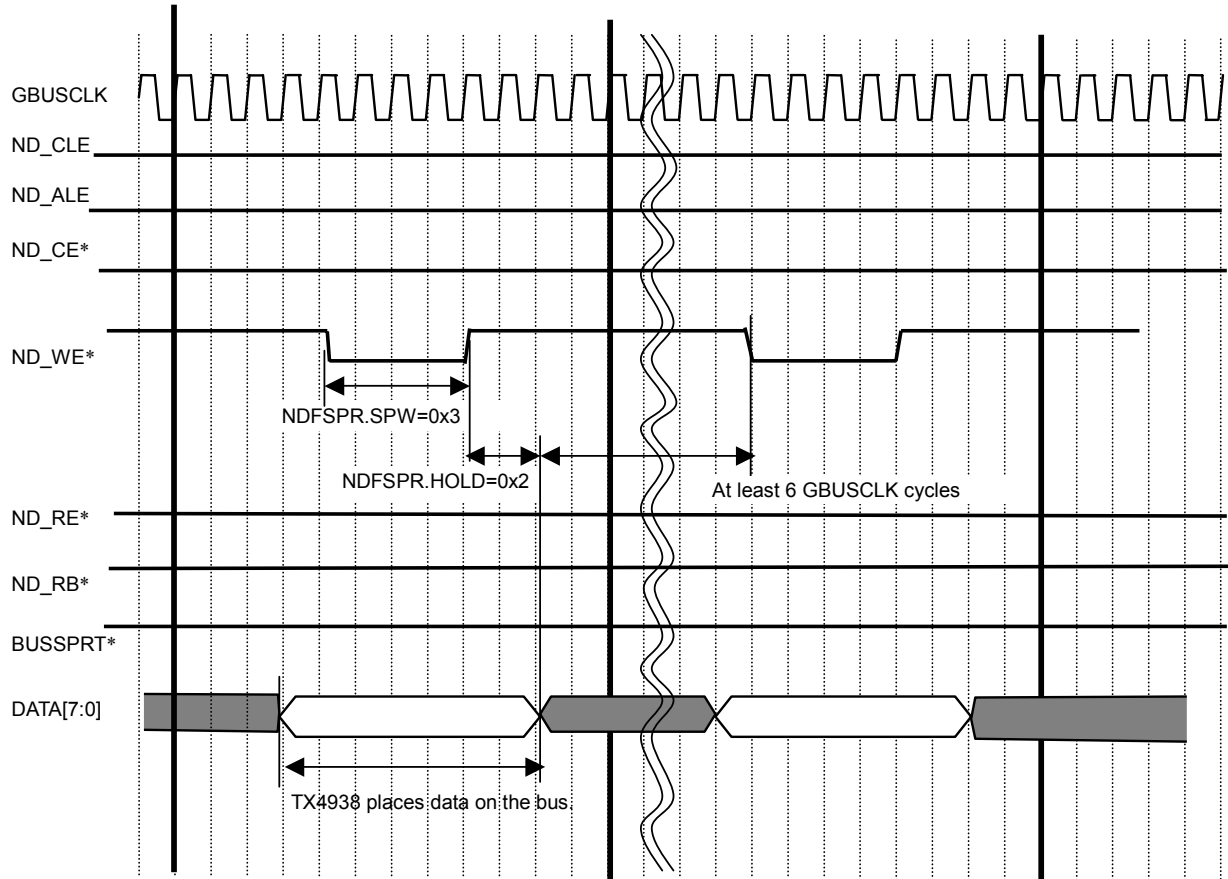 GBUSCLK
ND_CLE
ND_ALE
ND_CE*
ND_WE*
NDFSPR.SPW=0x3
NDFSPR.HOLD=0x2
At least 6 GBUSCLK cycles
ND_RE*
ND_RB*
BUSSPRT*
DATA[7:0]
TX4938 places data on the bus.